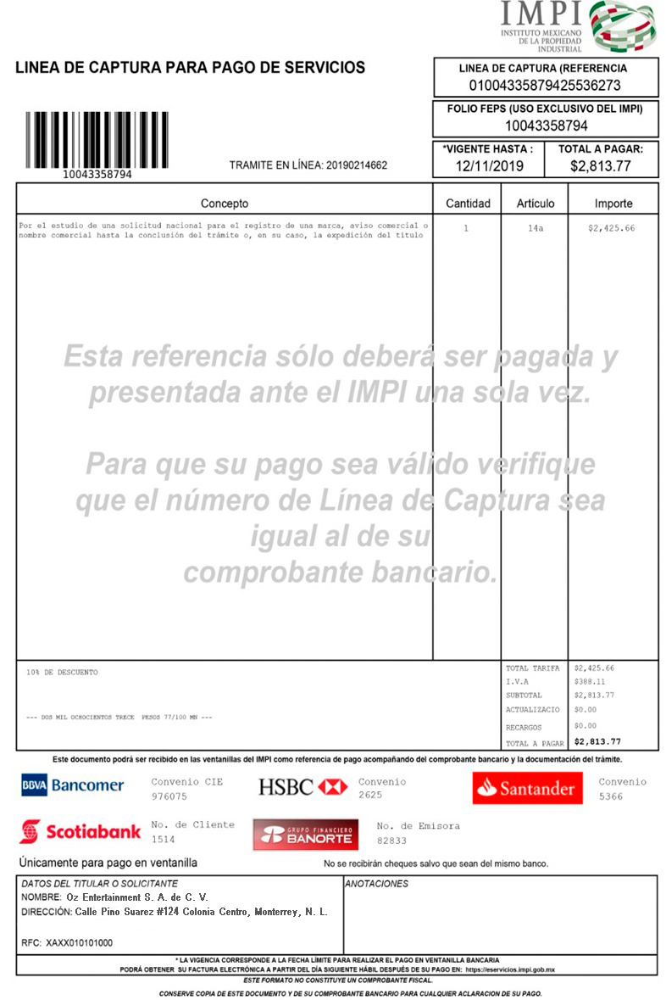 IMPI
INSTITUTO MEXICANO
DE LA PROPIEDAD
INDUSTRIAL
LINEA DE CAPTURA PARA PAGO DE SERVICIOS
LINEA DE CAPTURA (REFERENCIA
01004335879425536273
FOLIO FEPS (USO EXCLUSIVO DEL IMPI)
10043358794
*VIGENTE HASTA : TOTAL A PAGAR:
12/11/2019 $2,813.77
10043358794
TRAMITE EN LÍNEA: 20190214662
Concepto Cantidad Artículo Importe
Por el estudio de una solicitud nacional para el registro de una marca, aviso comercial o 1 14a $2,425.66
nombre comercial hasta la conclusión del trámite o, en su caso, la expedición del título
Esta referencia sólo deberá ser pagada y
presentada ante el IMPI una sola vez.
Para que su pago sea válido verifique
que el número de Línea de Captura sea
igual al de su
comprobante bancario.
10% DE DESCUENTO
--- DOS MIL OCHOCIENTOS TRECE PESOS 77/100 MN ---
TOTAL TARIFA $2,425.66
I.V.A $388.11
SUBTOTAL $2,813.77
ACTUALIZACIO $0.00
RECARGOS $0.00
TOTAL A PAGAR $2,813.77
Este documento podrá ser recibido en las ventanillas del IMPI como referencia de pago acompañando del comprobante bancario y la documentación del trámite.
BBVA Bancomer Convenio CIE
976075
HSBC Convenio
2625
Santander Convenio
5366
Scotiabank No. de Cliente
1514
GRUPO FINANCIERO
BANORTE
No. de Emisora
82833
Únicamente para pago en ventanilla
No se recibirán cheques salvo que sean del mismo banco.
DATOS DEL TITULAR O SOLICITANTE
NOMBRE: Oz Entertainment S. A. de C. V.
DIRECCIÓN: Calle Pino Suarez #124 Colonia Centro, Monterrey, N. L.
RFC: XAXX010101000
ANOTACIONES
* LA VIGENCIA CORRESPONDE A LA FECHA LÍMITE PARA REALIZAR EL PAGO EN VENTANILLA BANCARIA
PODRÁ OBTENER SU FACTURA ELECTRÓNICA A PARTIR DEL DÍA SIGUIENTE HÁBIL DESPUÉS DE SU PAGO EN: https://eservicios.impi.gob.mx
ESTE FORMATO NO CONSTITUYE UN COMPROBANTE FISCAL.
CONSERVE COPIA DE ESTE DOCUMENTO Y DE SU COMPROBANTE BANCARIO PARA CUALQUIER ACLARACION DE SU PAGO.